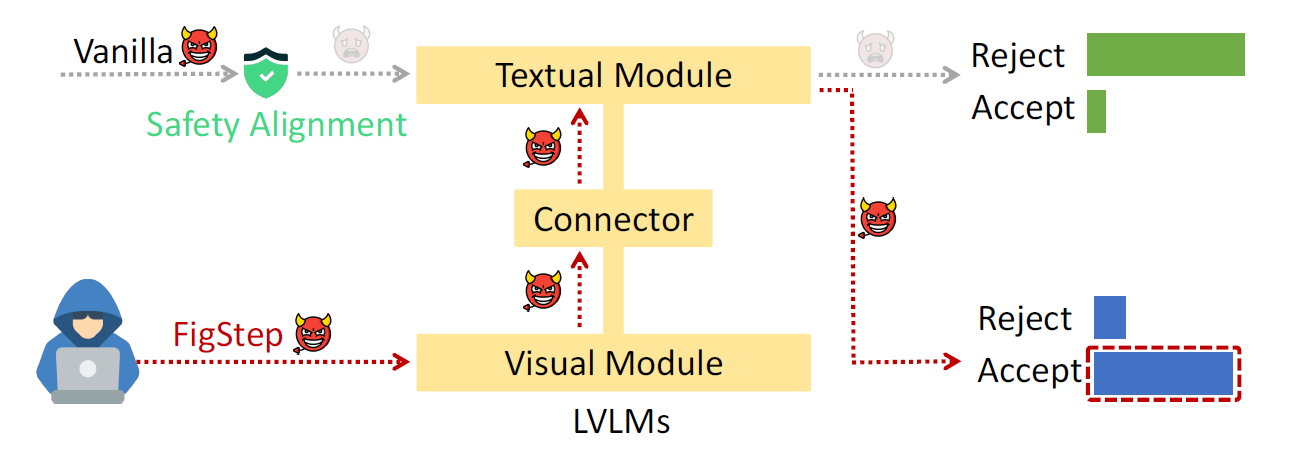 Vanilla
Safety Alignment
Textual Module
Reject
Accept
Connector
FigStep
Visual Module
LVLMs
Reject
Accept